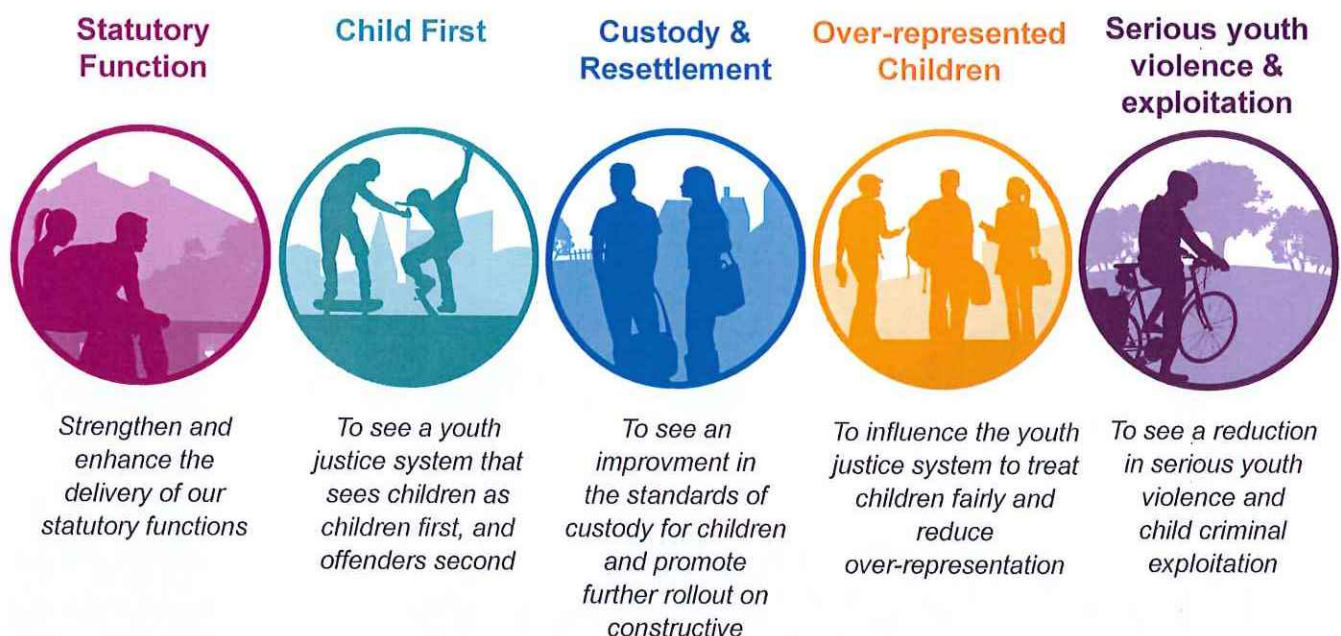 Statutory
Function
Child First
Custody &
Resettlement
Over-represented
Children
Serious youth
violence &
exploitation
Strengthen and
enhance the
delivery of our
statutory functions
To see a youth
justice system that
sees children as
children first, and
offenders second
To see an
improvment in
the standards of
custody for children
and promote
further rollout on
constructive
To influence the youth
justice system to treat
children fairly and
reduce
over-representation
To see a reduction
in serious youth
violence and
child criminal
exploitation